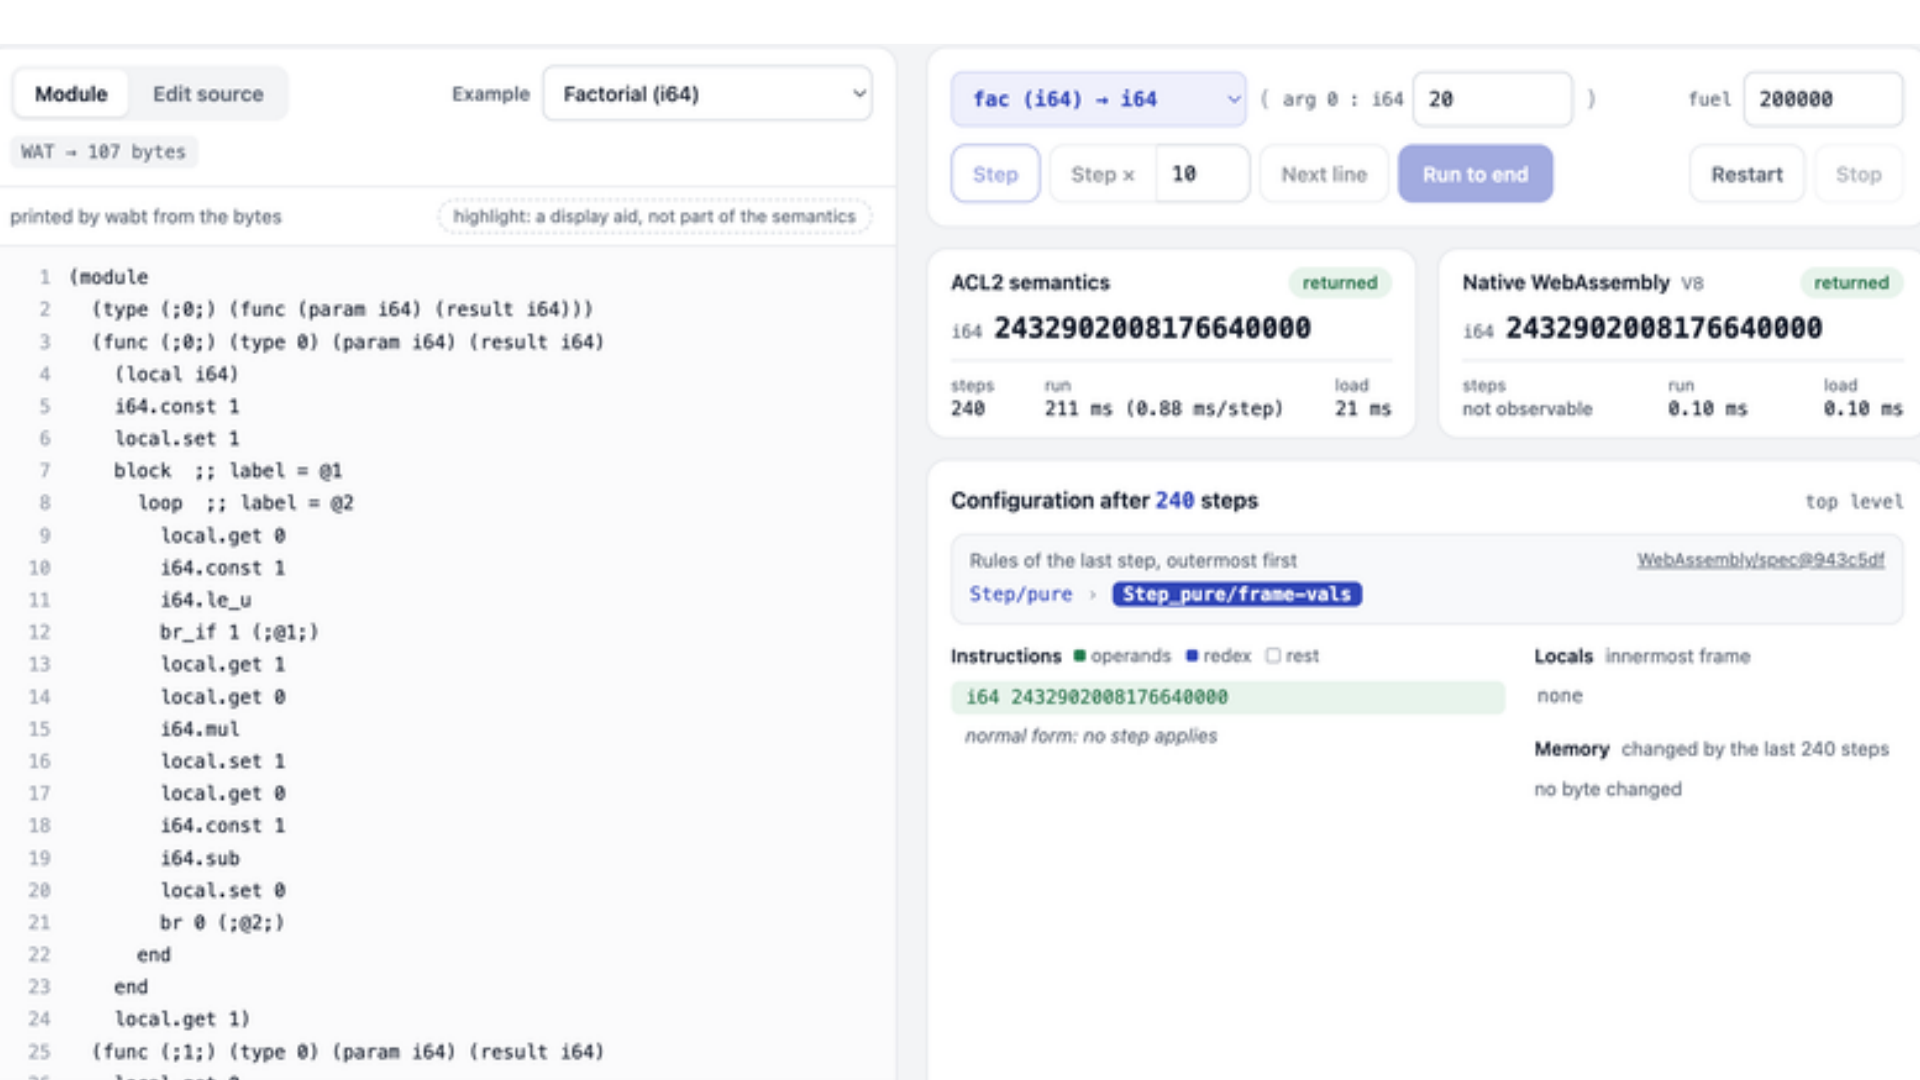 Module Edit source Example Factorial (i64)
WAT → 107 bytes
printed by wabt from the bytes highlight: a display aid, not part of the semantics
1 (module
2 (type (;0;) (func (param i64) (result i64)))
3 (func (;0;) (type 0) (param i64) (result i64)
4 (local i64)
5 i64.const 1
6 local.set 1
7 block ;; label = @1
8 loop ;; label = @2
9 local.get 0
10 i64.const 1
11 i64.le_u
12 br_if 1 (;@1;)
13 local.get 1
14 local.get 0
15 i64.mul
16 local.set 1
17 local.get 0
18 i64.const 1
19 i64.sub
20 local.set 0
21 br 0 (;@2;)
22 end
23 end
24 local.get 1)
25 (func (;1;) (type 0) (param i64) (result i64)
fac (i64) → i64 ( arg 0 : i64 20 ) fuel 200000
Step Step × 10 Next line Run to end Restart Stop
ACL2 semantics returned
i64 2432902008176640000
steps run load
240 211 ms (0.88 ms/step) 21 ms
Native WebAssembly V8 returned
i64 2432902008176640000
steps run load
not observable 0.10 ms 0.10 ms
Configuration after 240 steps top level
Rules of the last step, outermost first WebAssembly/spec@943c5df
Step/pure › Step_pure/frame-vals
Instructions operands redex rest
i64 2432902008176640000
normal form: no step applies
Locals innermost frame
none
Memory changed by the last 240 steps
no byte changed